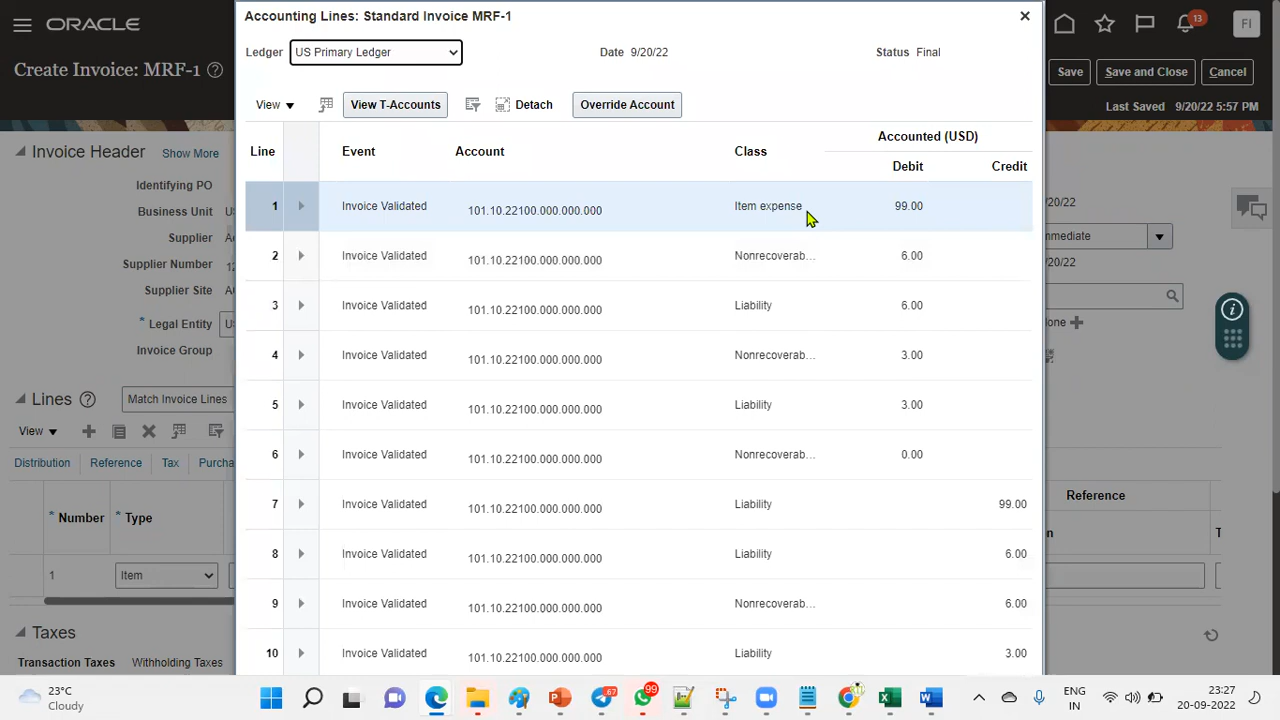 Accounting Lines: Standard Invoice MRF-1
ORACLE
13
FI
Ledger US Primary Ledger Date 9/20/22 Status Final
Create Invoice: MRF-1
Save Save and Close Cancel
Last Saved 9/20/22 5:57 PM
View View T-Accounts Detach Override Account
Accounted (USD)
Line Event Account Class Debit Credit
1 Invoice Validated 101.10.22100.000.000.000 Item expense 99.00
2 Invoice Validated 101.10.22100.000.000.000 Nonrecoverab... 6.00
3 Invoice Validated 101.10.22100.000.000.000 Liability 6.00
4 Invoice Validated 101.10.22100.000.000.000 Nonrecoverab... 3.00
5 Invoice Validated 101.10.22100.000.000.000 Liability 3.00
6 Invoice Validated 101.10.22100.000.000.000 Nonrecoverab... 0.00
7 Invoice Validated 101.10.22100.000.000.000 Liability 99.00
8 Invoice Validated 101.10.22100.000.000.000 Liability 6.00
9 Invoice Validated 101.10.22100.000.000.000 Nonrecoverab... 6.00
10 Invoice Validated 101.10.22100.000.000.000 Liability 3.00
Invoice Header Show More
Identifying PO
Business Unit
Supplier
Supplier Number
Supplier Site
* Legal Entity
Invoice Group
Lines Match Invoice Lines
View
Distribution Reference Tax
* Number * Type
Reference
1 Item
Taxes
Transaction Taxes Withholding Taxes
23°C
Cloudy
.67
99
ENG
IN
23:27
20-09-2022